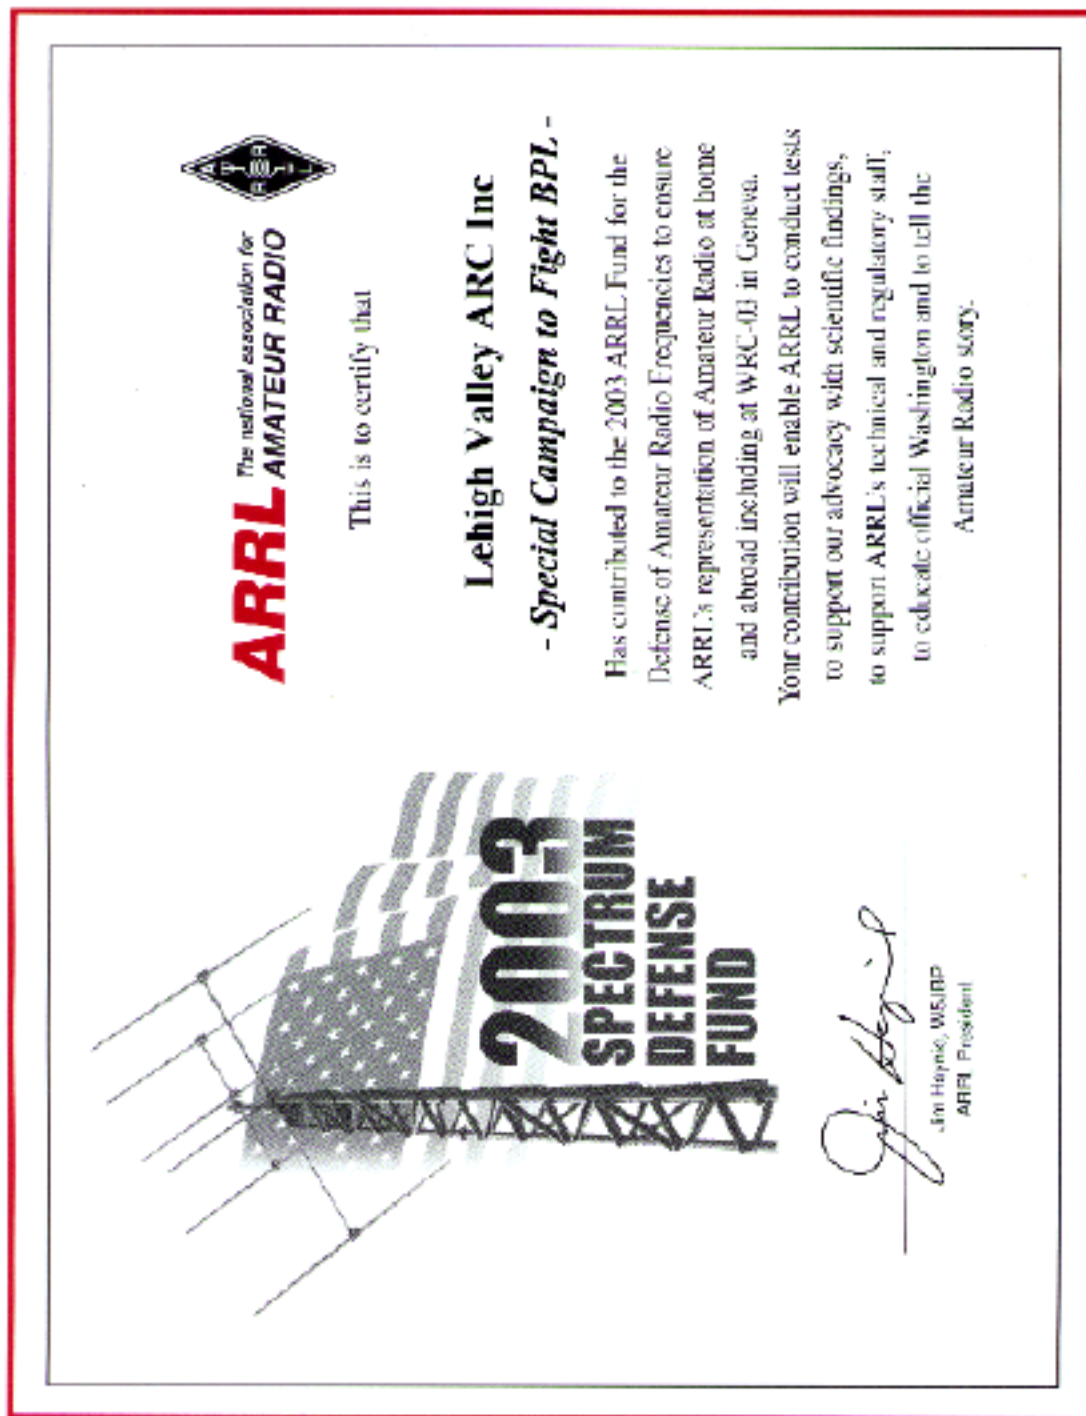 ARRL The national association for
AMATEUR RADIO
This is to certify that
Lehigh Valley ARC Inc
- Special Campaign to Fight BPL -
Has contributed to the 2003 ARRL Fund for the
Defense of Amateur Radio Frequencies to ensure
ARRL's representation of Amateur Radio at home
and abroad including at WRC-03 in Geneva.
Your contribution will enable ARRL to conduct tests
to support our advocacy with scientific findings,
to support ARRL's technical and regulatory staff,
to educate official Washington and to tell the
Amateur Radio story.
2003
SPECTRUM
DEFENSE
FUND
Jim Haynie, W5JBP
ARRL President